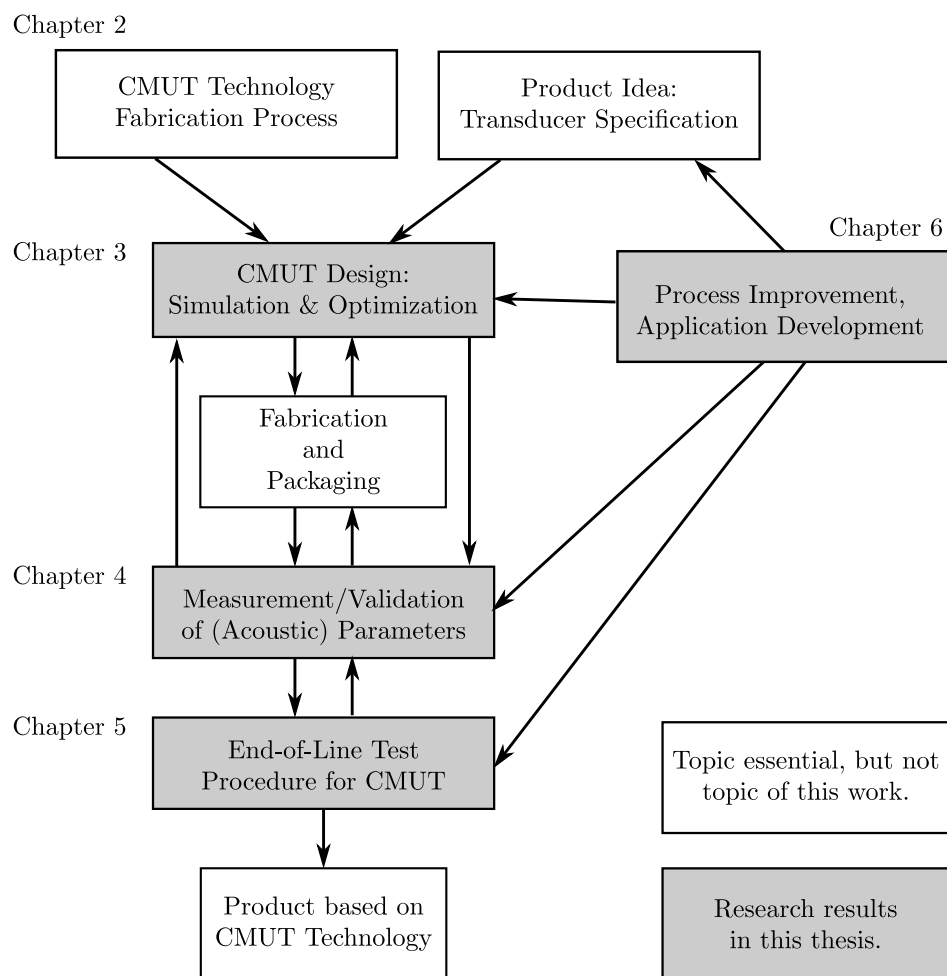 Chapter 2
CMUT Technology
Fabrication Process
Product Idea:
Transducer Specification
Chapter 6
Chapter 3
CMUT Design:
Simulation & Optimization
Process Improvement,
Application Development
Fabrication
and
Packaging
Chapter 4
Measurement/Validation
of (Acoustic) Parameters
Chapter 5
End-of-Line Test
Procedure for CMUT
Topic essential, but not
topic of this work.
Product based on
CMUT Technology
Research results
in this thesis.